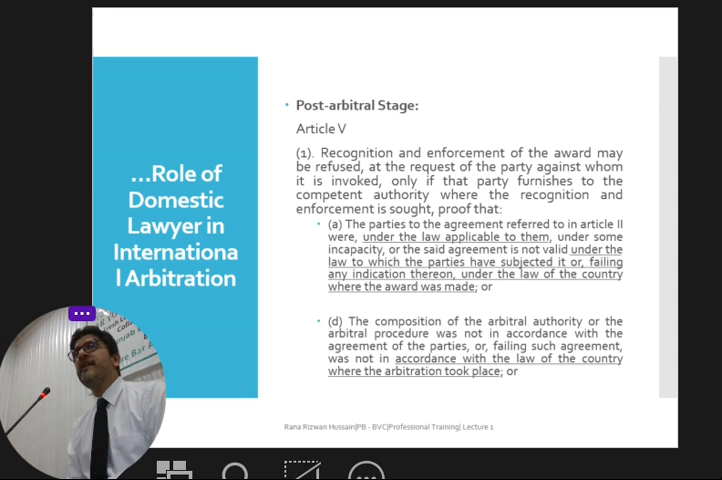 ...Role of
Domestic
Lawyer in
Internationa
l Arbitration
Post-arbitral Stage:
Article V
(1). Recognition and enforcement of the award may
be refused, at the request of the party against whom
it is invoked, only if that party furnishes to the
competent authority where the recognition and
enforcement is sought, proof that:
(a) The parties to the agreement referred to in article II
were, under the law applicable to them, under some
incapacity, or the said agreement is not valid under the
law to which the parties have subjected it or, failing
any indication thereon, under the law of the country
where the award was made; or
(d) The composition of the arbitral authority or the
arbitral procedure was not in accordance with the
agreement of the parties, or, failing such agreement,
was not in accordance with the law of the country
where the arbitration took place; or
Rana Rizwan Hussain|PB - BVC|Professional Training| Lecture 1